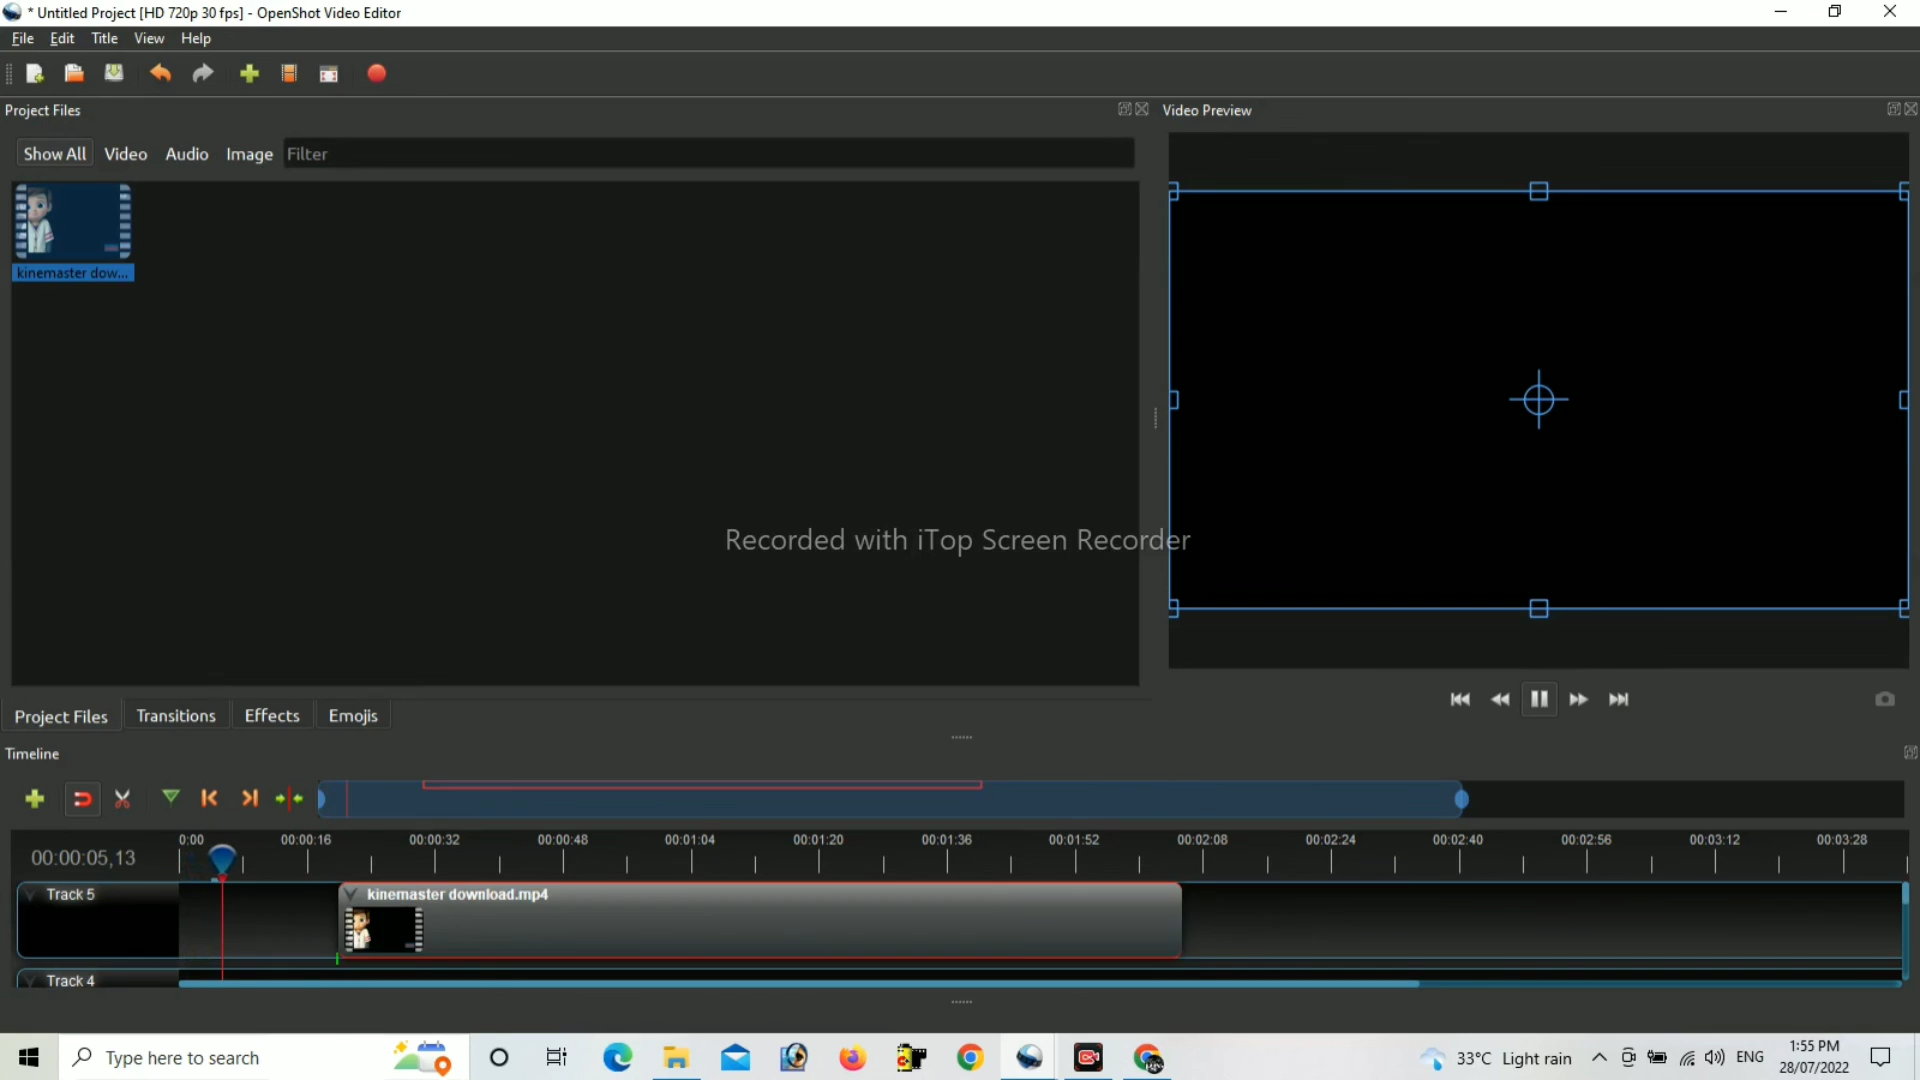 * Untitled Project [HD 720p 30 fps] - OpenShot Video Editor
File Edit Title View Help
Project Files
Video Preview
Show All Video Audio Image Filter
kinemaster dow...
Recorded with iTop Screen Recorder
Project Files Transitions Effects Emojis
Timeline
0:00 00:00:16 00:00:32 00:00:48 00:01:04 00:01:20 00:01:36 00:01:52 00:02:08 00:02:24 00:02:40 00:02:56 00:03:12 00:03:28
00:00:05,13
Track 5
kinemaster download.mp4
Track 4
Type here to search
33°C Light rain
ENG
1:55 PM
28/07/2022